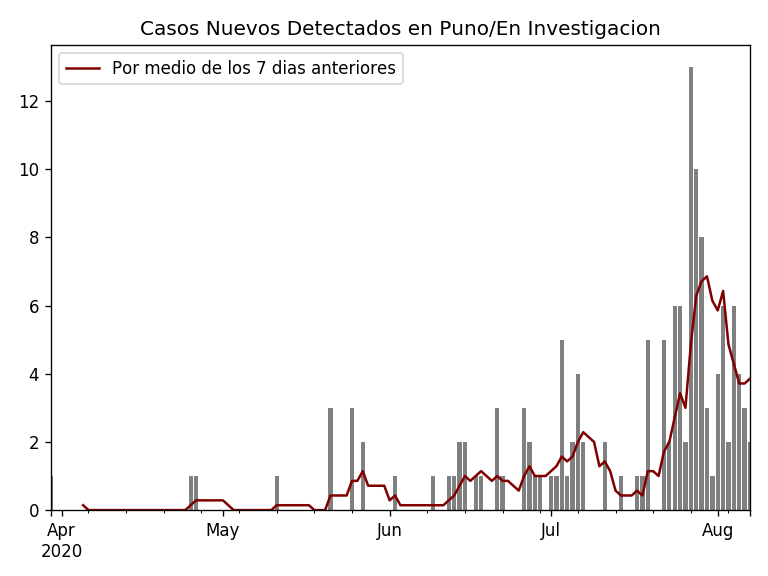 Casos Nuevos Detectados en Puno/En Investigacion
Por medio de los 7 dias anteriores
12
10
8
6
4
2
0
Apr May Jun Jul Aug
2020